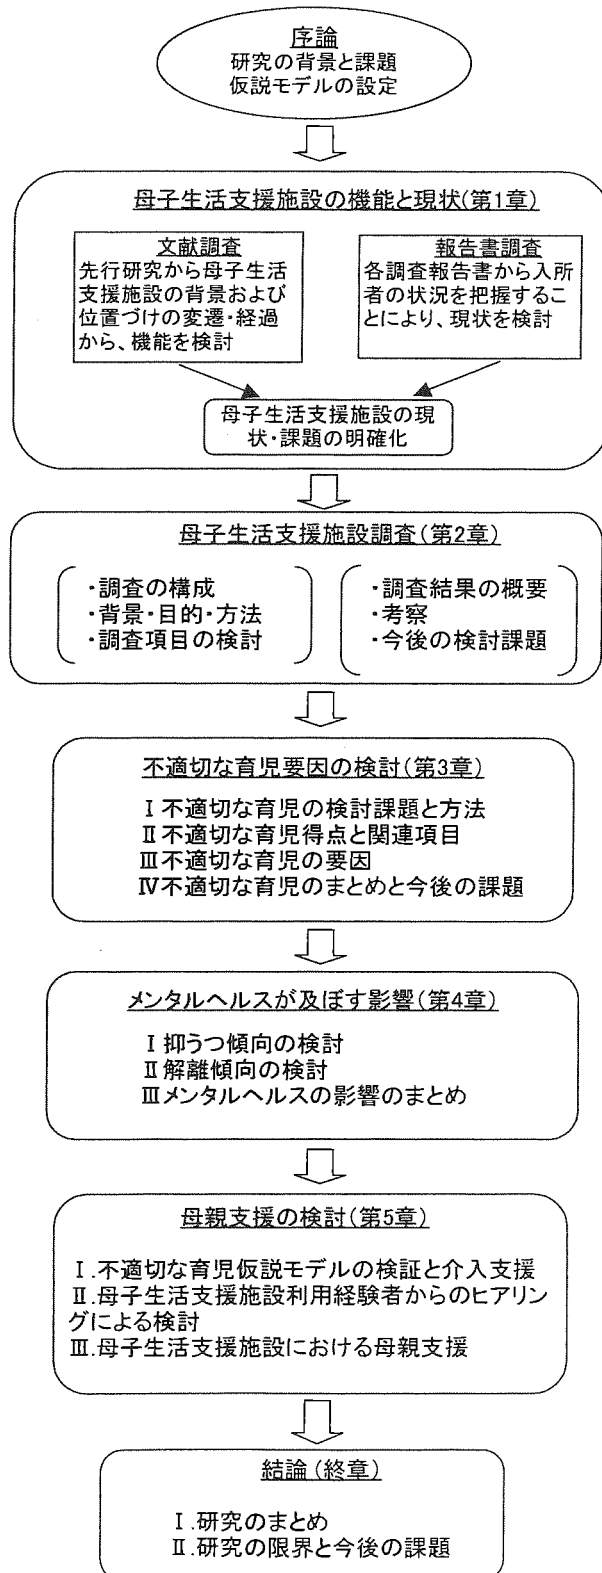 序論
研究の背景と課題
仮説モデルの設定
母子生活支援施設の機能と現状(第1章)
文献調査
先行研究から母子生活
支援施設の背景および
位置づけの変遷・経過
から、機能を検討
報告書調査
各調査報告書から入所
者の状況を把握するこ
とにより、現状を検討
母子生活支援施設の現
状・課題の明確化
母子生活支援施設調査(第2章)
・調査の構成
・背景・目的・方法
・調査項目の検討
・調査結果の概要
・考察
・今後の検討課題
不適切な育児要因の検討(第3章)
Ⅰ不適切な育児の検討課題と方法
Ⅱ不適切な育児得点と関連項目
Ⅲ不適切な育児の要因
Ⅳ不適切な育児のまとめと今後の課題
メンタルヘルスが及ぼす影響(第4章)
Ⅰ抑うつ傾向の検討
Ⅱ解離傾向の検討
Ⅲメンタルヘルスの影響のまとめ
母親支援の検討(第5章)
Ⅰ.不適切な育児仮説モデルの検証と介入支援
Ⅱ.母子生活支援施設利用経験者からのヒアリン
グによる検討
Ⅲ.母子生活支援施設における母親支援
結論(終章)
Ⅰ.研究のまとめ
Ⅱ.研究の限界と今後の課題